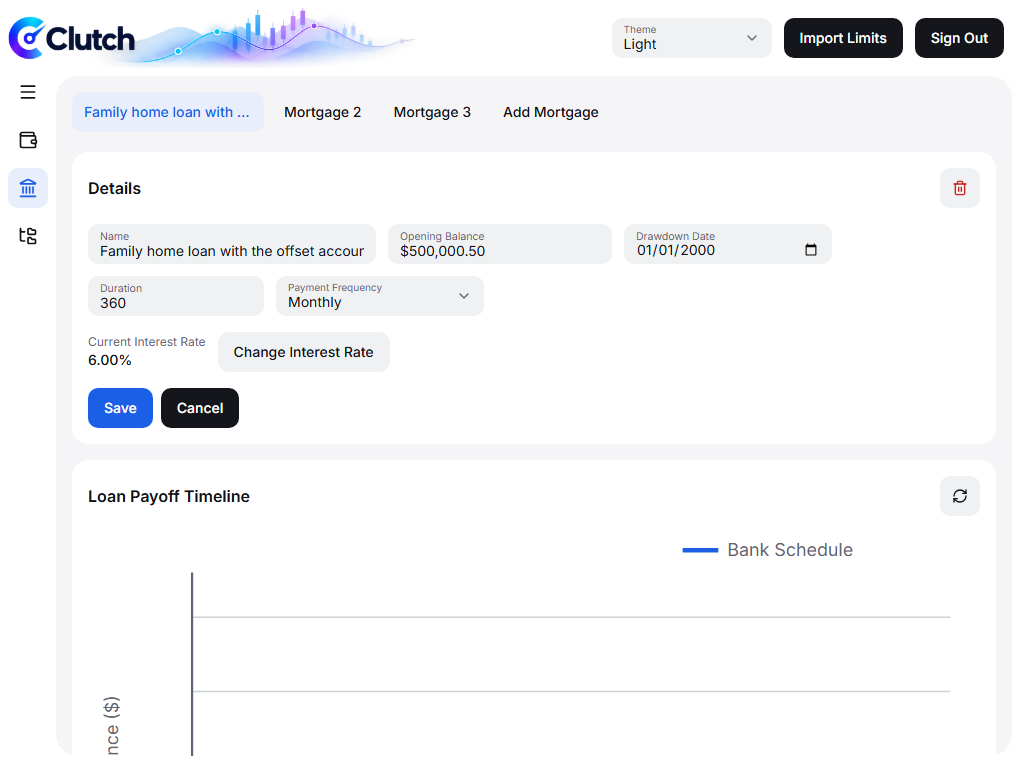 Clutch
Theme
Light
Import Limits
Sign Out
Family home loan with ...
Mortgage 2
Mortgage 3
Add Mortgage
Details
Name
Family home loan with the offset accour
Opening Balance
$500,000.50
Drawdown Date
01/01/2000
Duration
360
Payment Frequency
Monthly
Current Interest Rate
6.00%
Change Interest Rate
Save
Cancel
Loan Payoff Timeline
Bank Schedule
nce ($)